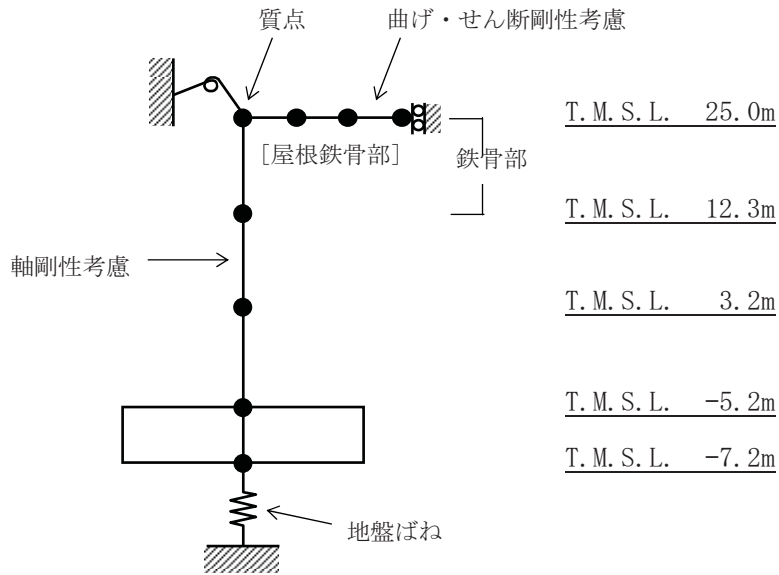 質点
曲げ・せん断剛性考慮
T.M.S.L. 25.0m
[屋根鉄骨部]
鉄骨部
T.M.S.L. 12.3m
軸剛性考慮
T.M.S.L. 3.2m
T.M.S.L. -5.2m
T.M.S.L. -7.2m
地盤ばね